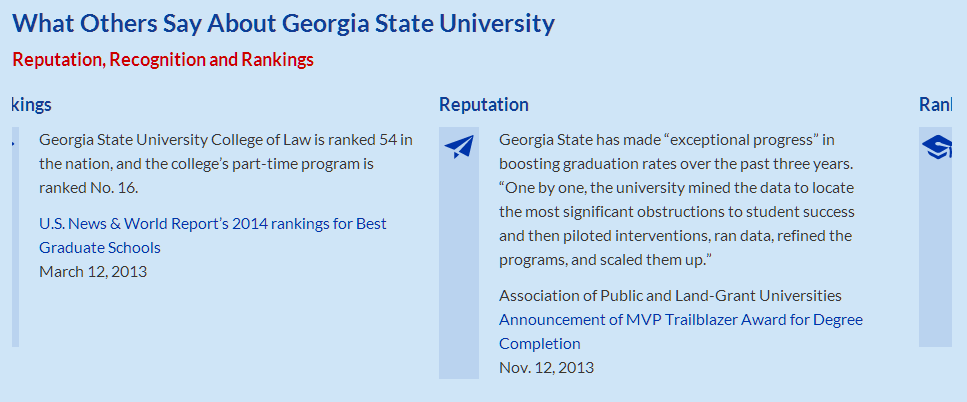 What Others Say About Georgia State University
Reputation, Recognition and Rankings
kings
Georgia State University College of Law is ranked 54 in
the nation, and the college's part-time program is
ranked No. 16.
U.S. News & World Report's 2014 rankings for Best
Graduate Schools
March 12, 2013
Reputation
Georgia State has made “exceptional progress” in
boosting graduation rates over the past three years.
“One by one, the university mined the data to locate
the most significant obstructions to student success
and then piloted interventions, ran data, refined the
programs, and scaled them up.”
Association of Public and Land-Grant Universities
Announcement of MVP Trailblazer Award for Degree
Completion
Nov. 12, 2013
Ran